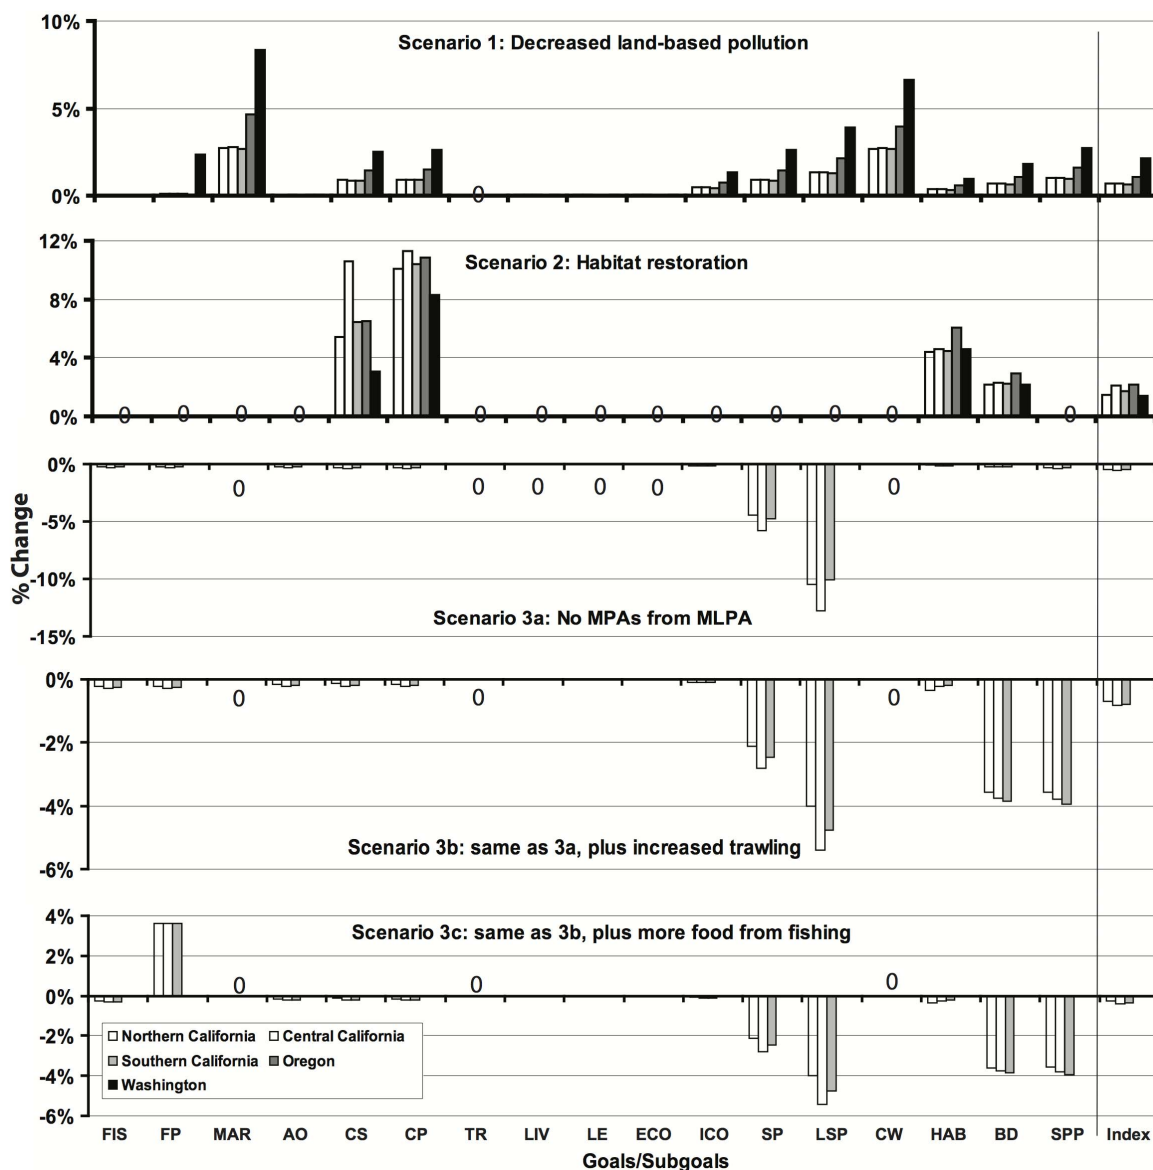 10%
Scenario 1: Decreased land-based pollution
5%
0%
0
12%
Scenario 2: Habitat restoration
8%
4%
0%
0 0 0 0 0 0 0 0 0 0 0 0 0
0%
0 0 0 0 0 0
-5%
-10%
Scenario 3a: No MPAs from MLPA
-15%
% Change
0%
0 0 0
-2%
-4%
Scenario 3b: same as 3a, plus increased trawling
-6%
4%
Scenario 3c: same as 3b, plus more food from fishing
2%
0 0 0
0%
Northern California Central California
-2%
Southern California Oregon
-4%
Washington
-6%
FIS FP MAR AO CS CP TR LIV LE ECO ICO SP LSP CW HAB BD SPP Index
Goals/Subgoals